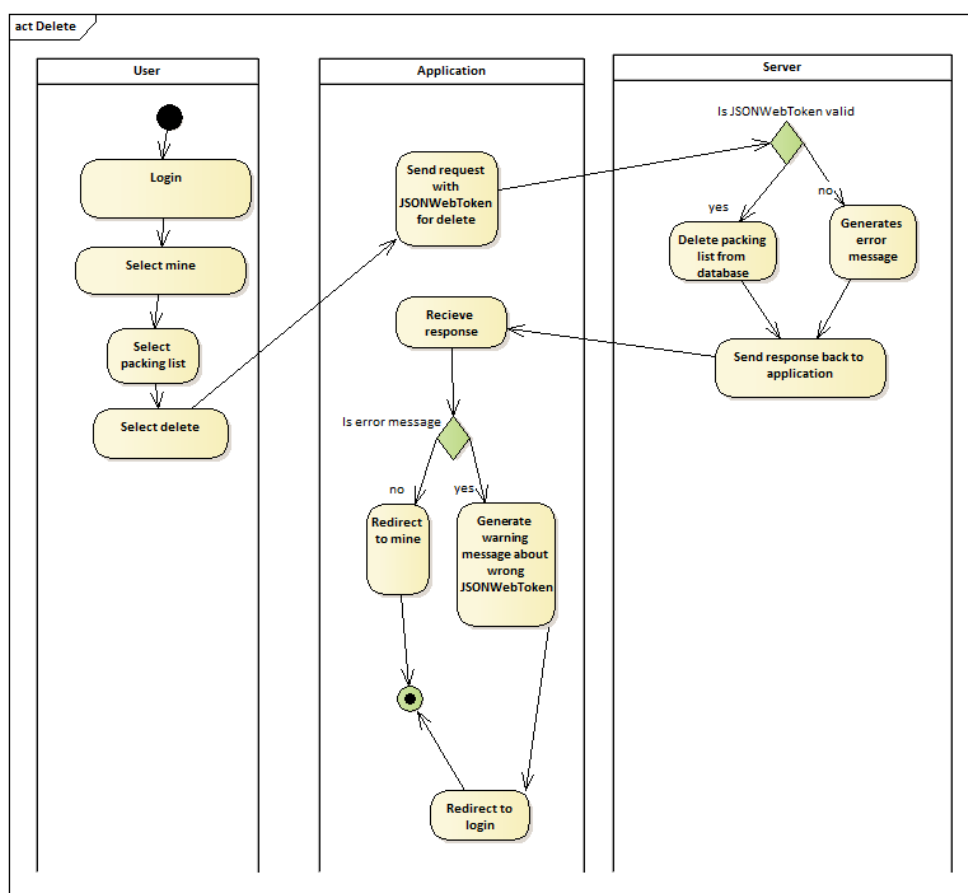 act Delete
User
Application
Server
Login
Select mine
Select
packing list
Select delete
Send request
with
JSONWebToken
for delete
Is JSONWebToken valid
yes
no
Delete packing
list from
database
Generates
error
message
Send response back to
application
Recieve
response
Is error message
no
yes
Redirect
to mine
Generate
warning
message about
wrong
JSONWebToken
Redirect to
login